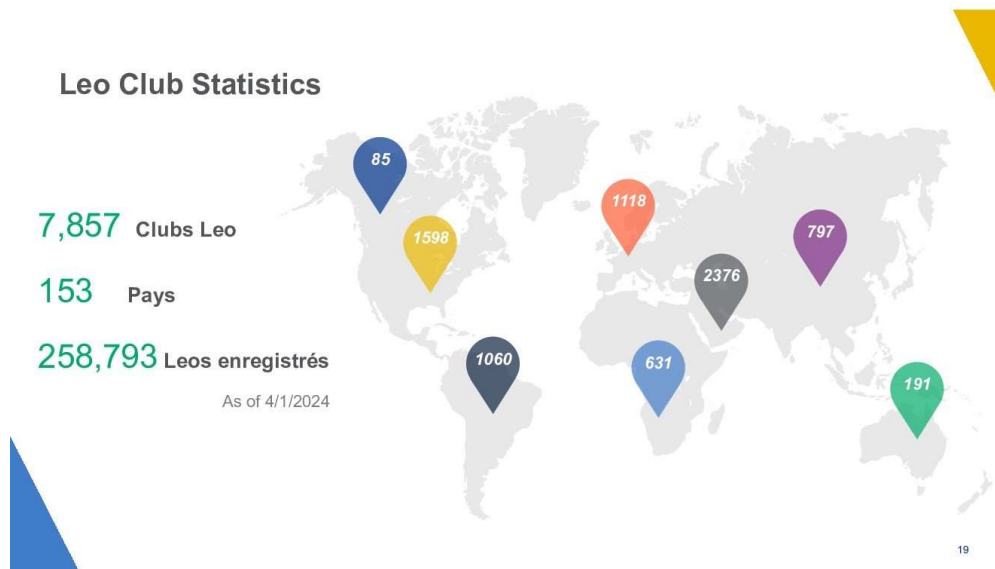 Leo Club Statistics
7,857 Clubs Leo
153 Pays
258,793 Leos enregistrés
As of 4/1/2024
85
1598
1118
797
2376
1060
631
191
19